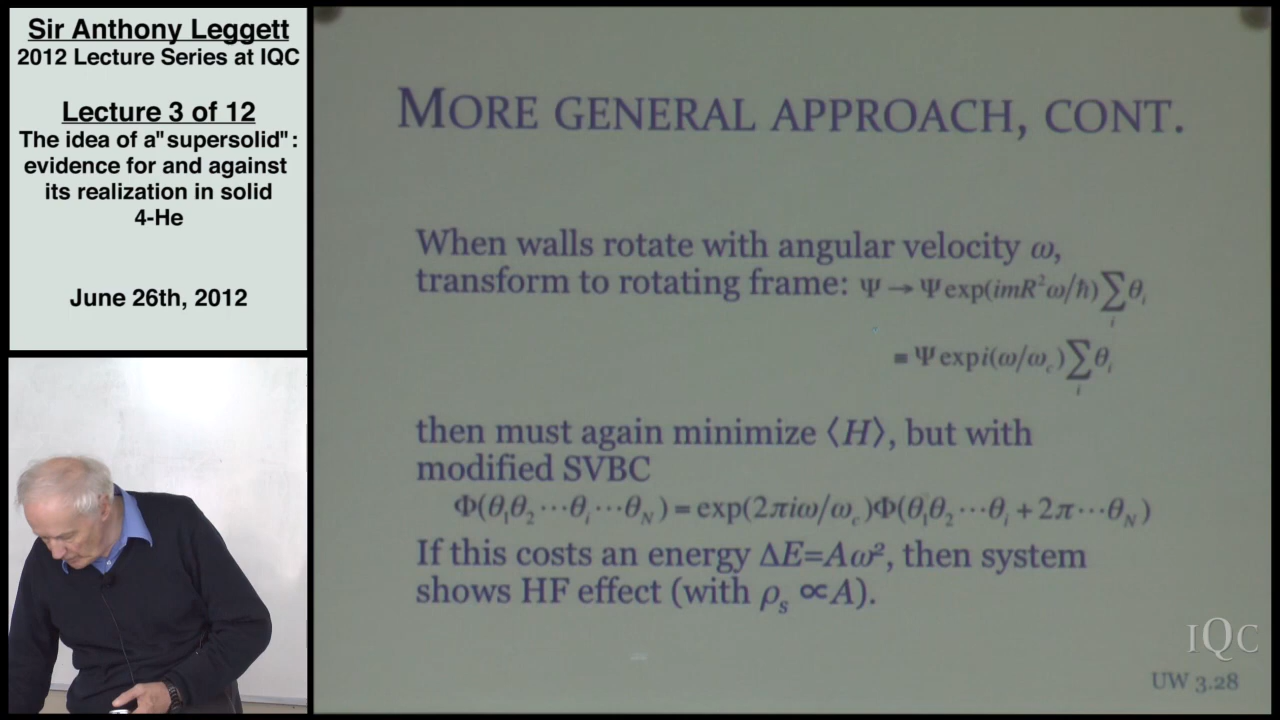 Sir Anthony Leggett
2012 Lecture Series at IQC
Lecture 3 of 12
The idea of a"supersolid":
evidence for and against
its realization in solid
4-He
June 26th, 2012
MORE GENERAL APPROACH, CONT.
When walls rotate with angular velocity ω,
transform to rotating frame: Ψ → Ψ exp(imR²ω/ħ)∑θᵢ
i
≡ Ψ exp i(ω/ω_c)∑θᵢ
i
then must again minimize ⟨H⟩, but with
modified SVBC
Φ(θ₁θ₂ ⋯θᵢ ⋯θ_N) = exp(2πiω/ω_c)Φ(θ₁θ₂ ⋯θᵢ + 2π⋯θ_N)
If this costs an energy ΔE=Aω², then system
shows HF effect (with ρₛ ∝A).
IQC
UW 3.28